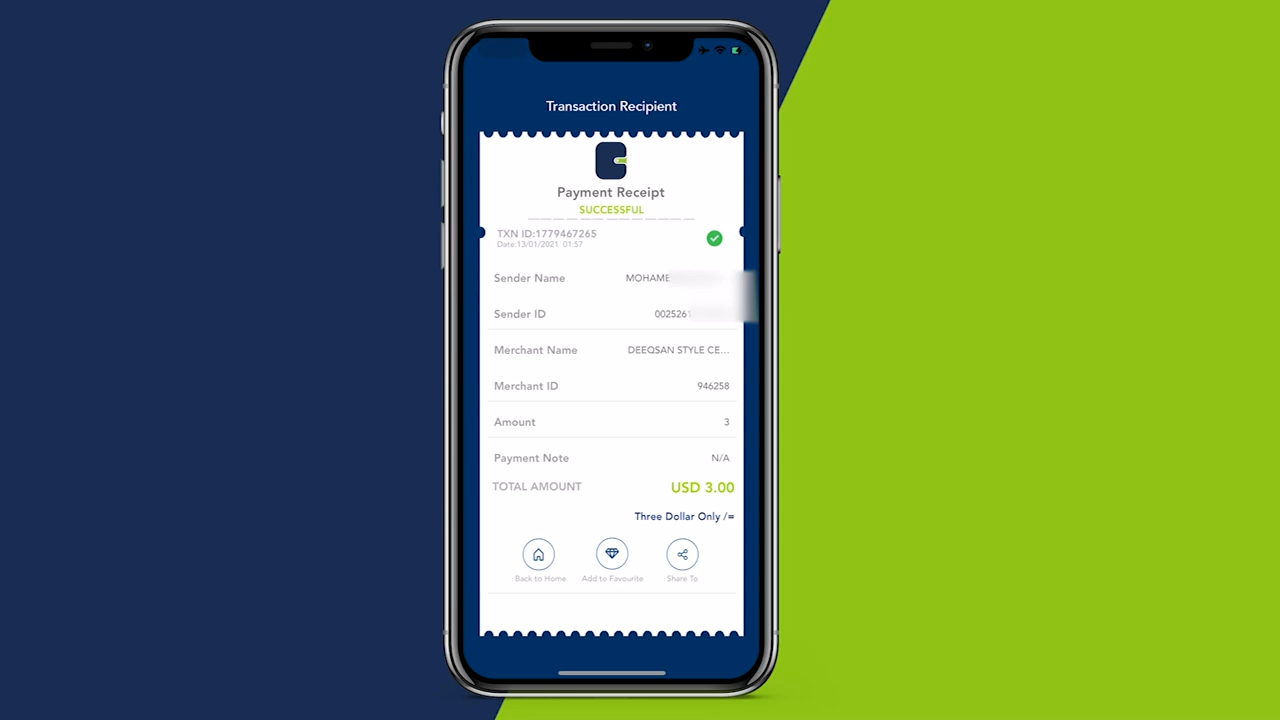 Transaction Recipient
Payment Receipt
SUCCESSFUL
TXN ID:1779467265
Date:13/01/2021 01:57
Sender Name MOHAME
Sender ID 0025261
Merchant Name DEEQSAN STYLE CE...
Merchant ID 946258
Amount 3
Payment Note N/A
TOTAL AMOUNT USD 3.00
Three Dollar Only /=
Back to Home Add to Favourite Share To